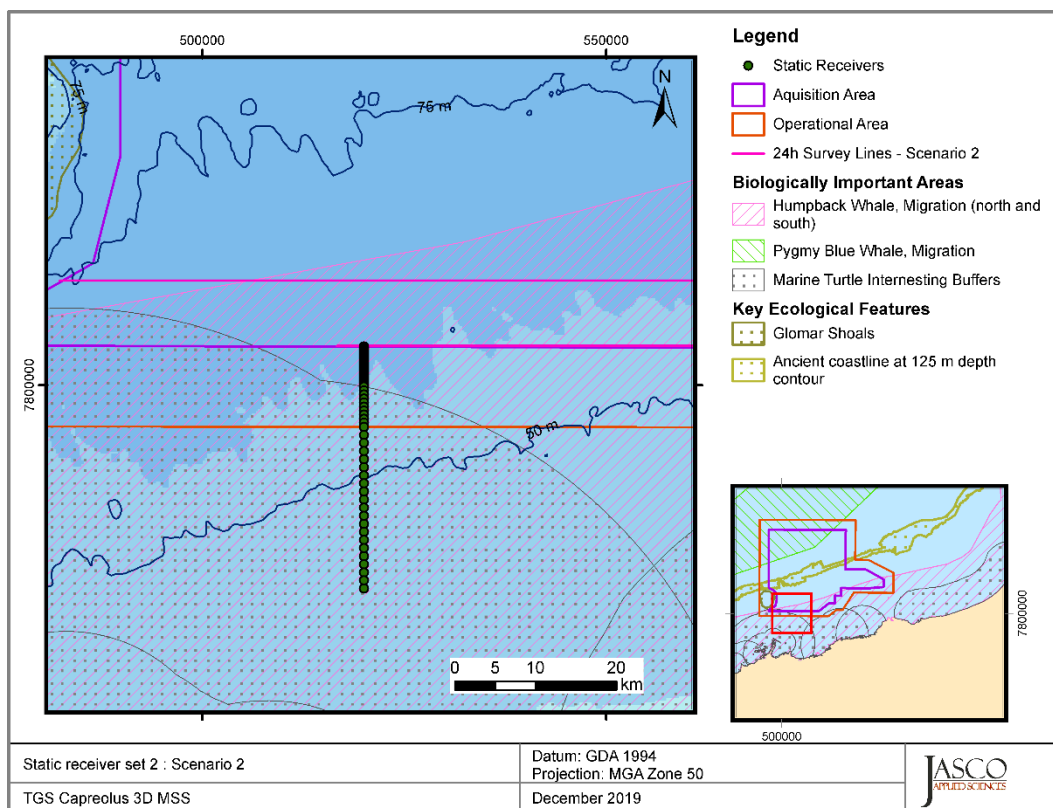 500000
550000
7800000
75 m
75 m
50 m
N
0 5 10 20
km
Legend
Static Receivers
Aquisition Area
Operational Area
24h Survey Lines - Scenario 2
Biologically Important Areas
Humpback Whale, Migration (north and
south)
Pygmy Blue Whale, Migration
Marine Turtle Internesting Buffers
Key Ecological Features
Glomar Shoals
Ancient coastline at 125 m depth
contour
7800000
500000
Static receiver set 2 : Scenario 2
Datum: GDA 1994
Projection: MGA Zone 50
TGS Capreolus 3D MSS
December 2019
JASCO
APPLIED SCIENCES